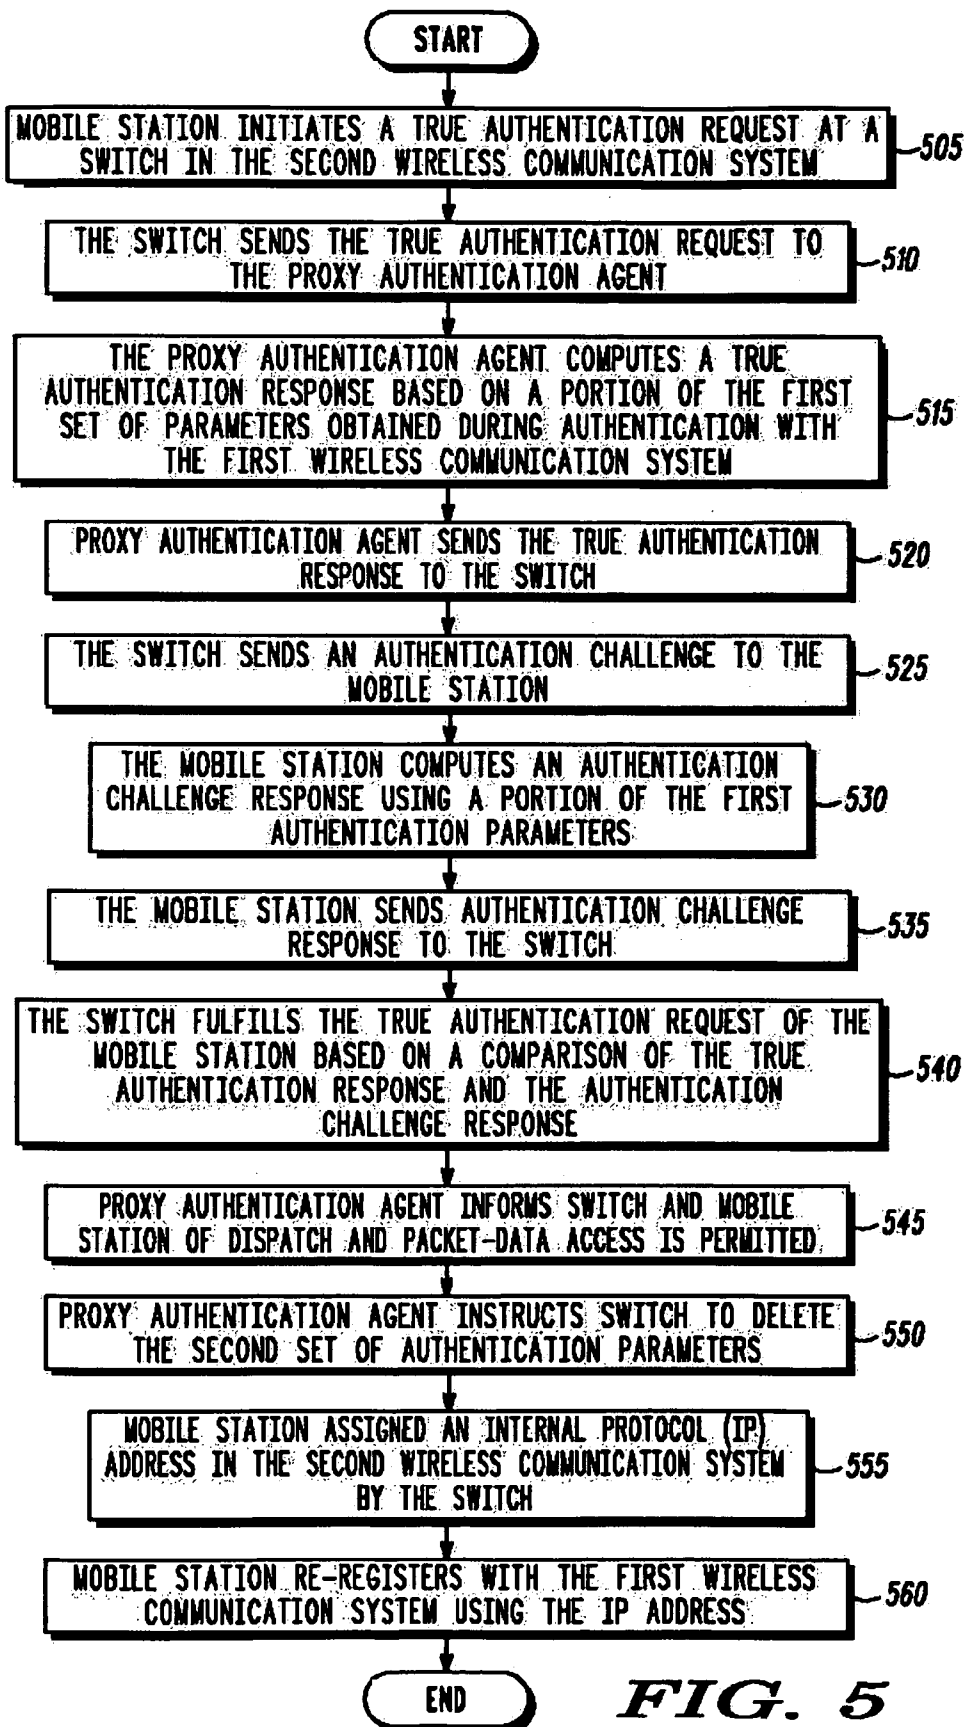 START
MOBILE STATION INITIATES A TRUE AUTHENTICATION REQUEST AT A
SWITCH IN THE SECOND WIRELESS COMMUNICATION SYSTEM
505
THE SWITCH SENDS THE TRUE AUTHENTICATION REQUEST TO
THE PROXY AUTHENTICATION AGENT
510
THE PROXY AUTHENTICATION AGENT COMPUTES A TRUE
AUTHENTICATION RESPONSE BASED ON A PORTION OF THE FIRST
SET OF PARAMETERS OBTAINED DURING AUTHENTICATION WITH
THE FIRST WIRELESS COMMUNICATION SYSTEM
515
PROXY AUTHENTICATION AGENT SENDS THE TRUE AUTHENTICATION
RESPONSE TO THE SWITCH
520
THE SWITCH SENDS AN AUTHENTICATION CHALLENGE TO THE
MOBILE STATION
525
THE MOBILE STATION COMPUTES AN AUTHENTICATION
CHALLENGE RESPONSE USING A PORTION OF THE FIRST
AUTHENTICATION PARAMETERS
530
THE MOBILE STATION SENDS AUTHENTICATION CHALLENGE
RESPONSE TO THE SWITCH
535
THE SWITCH FULFILLS THE TRUE AUTHENTICATION REQUEST OF THE
MOBILE STATION BASED ON A COMPARISON OF THE TRUE
AUTHENTICATION RESPONSE AND THE AUTHENTICATION
CHALLENGE RESPONSE
540
PROXY AUTHENTICATION AGENT INFORMS SWITCH AND MOBILE
STATION OF DISPATCH AND PACKET-DATA ACCESS IS PERMITTED
545
PROXY AUTHENTICATION AGENT INSTRUCTS SWITCH TO DELETE
THE SECOND SET OF AUTHENTICATION PARAMETERS
550
MOBILE STATION ASSIGNED AN INTERNAL PROTOCOL (IP)
ADDRESS IN THE SECOND WIRELESS COMMUNICATION SYSTEM
BY THE SWITCH
555
MOBILE STATION RE-REGISTERS WITH THE FIRST WIRELESS
COMMUNICATION SYSTEM USING THE IP ADDRESS
560
END
FIG. 5